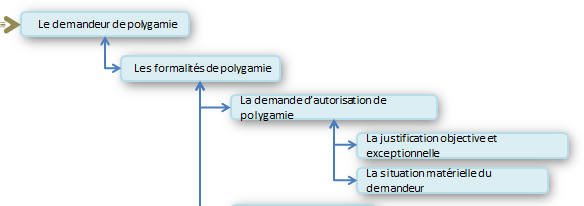 Le demandeur de polygamie
Les formalités de polygamie
La demande d'autorisation de
polygamie
La justification objective et
exceptionnelle
La situation matérielle du
demandeur